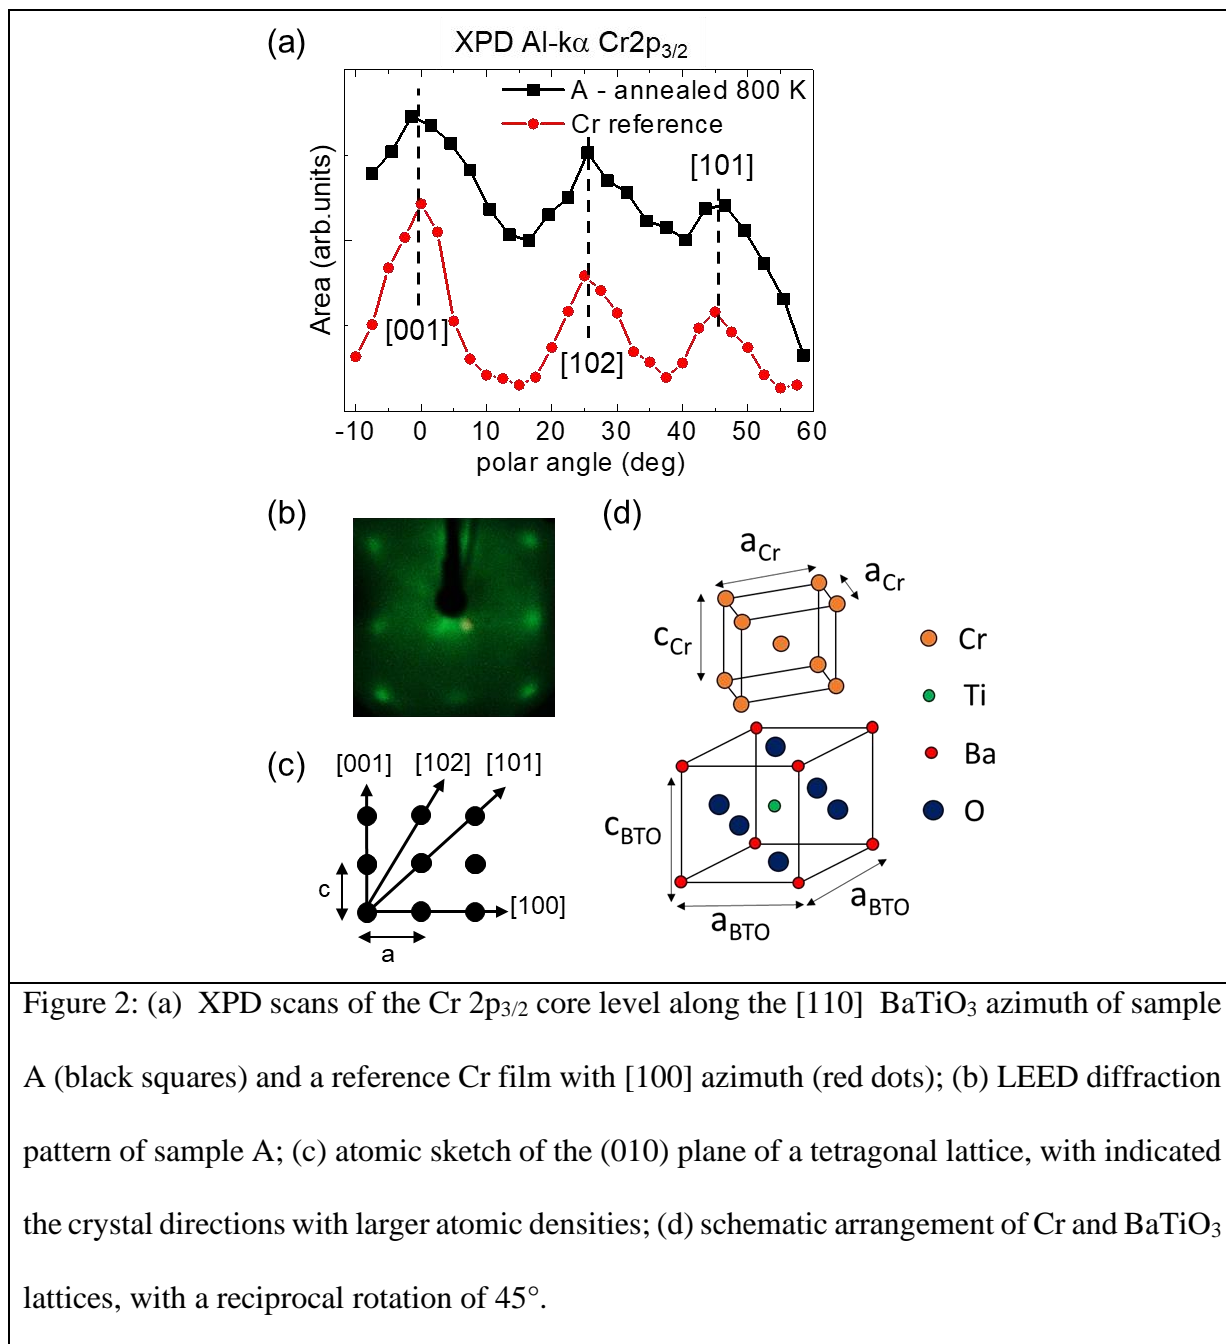 (a)
XPD Al-kα Cr2p3/2
A - annealed 800 K
Cr reference
[101]
[001]
[102]
Area (arb.units)
-10 0 10 20 30 40 50 60
polar angle (deg)
(b)
(d)
aCr
aCr
cCr
Cr
Ti
Ba
O
cBTO
aBTO
aBTO
(c)
[001] [102] [101]
c
[100]
a
Figure 2: (a) XPD scans of the Cr 2p3/2 core level along the [110] BaTiO3 azimuth of sample
A (black squares) and a reference Cr film with [100] azimuth (red dots); (b) LEED diffraction
pattern of sample A; (c) atomic sketch of the (010) plane of a tetragonal lattice, with indicated
the crystal directions with larger atomic densities; (d) schematic arrangement of Cr and BaTiO3
lattices, with a reciprocal rotation of 45°.